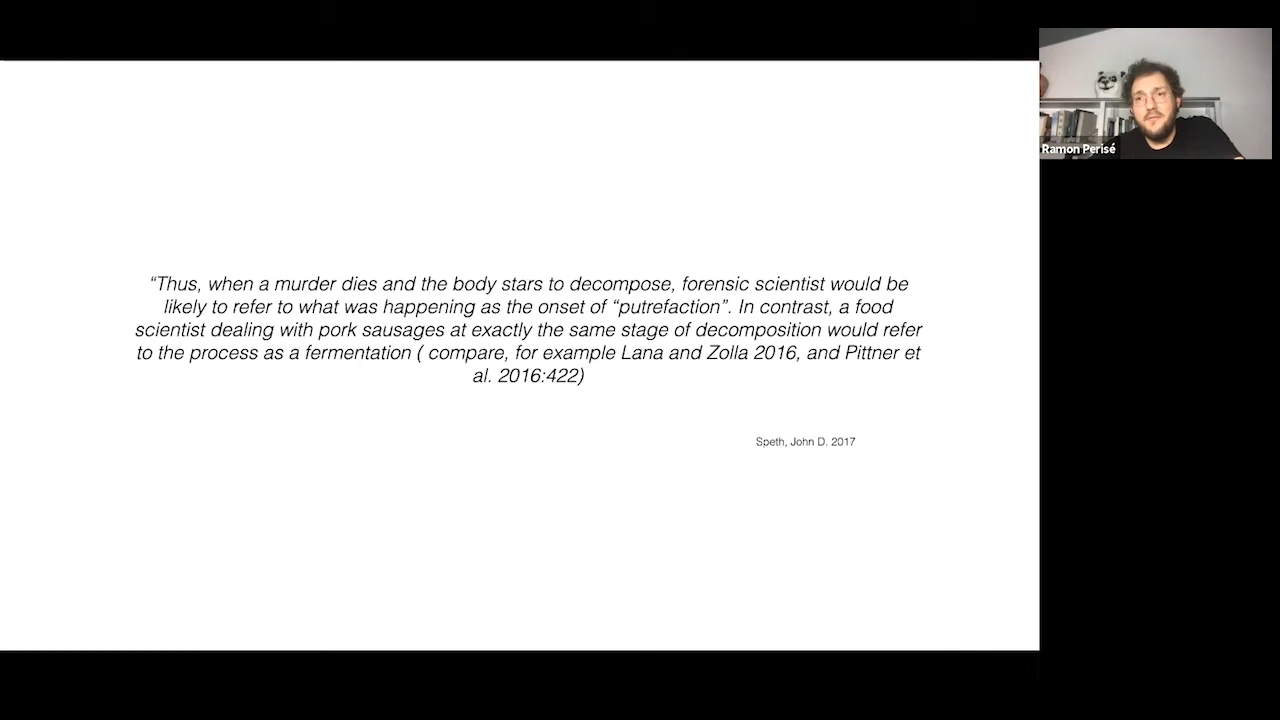 “Thus, when a murder dies and the body stars to decompose, forensic scientist would be
likely to refer to what was happening as the onset of “putrefaction”. In contrast, a food
scientist dealing with pork sausages at exactly the same stage of decomposition would refer
to the process as a fermentation ( compare, for example Lana and Zolla 2016, and Pittner et
al. 2016:422)
Speth, John D. 2017
Ramon Perisé